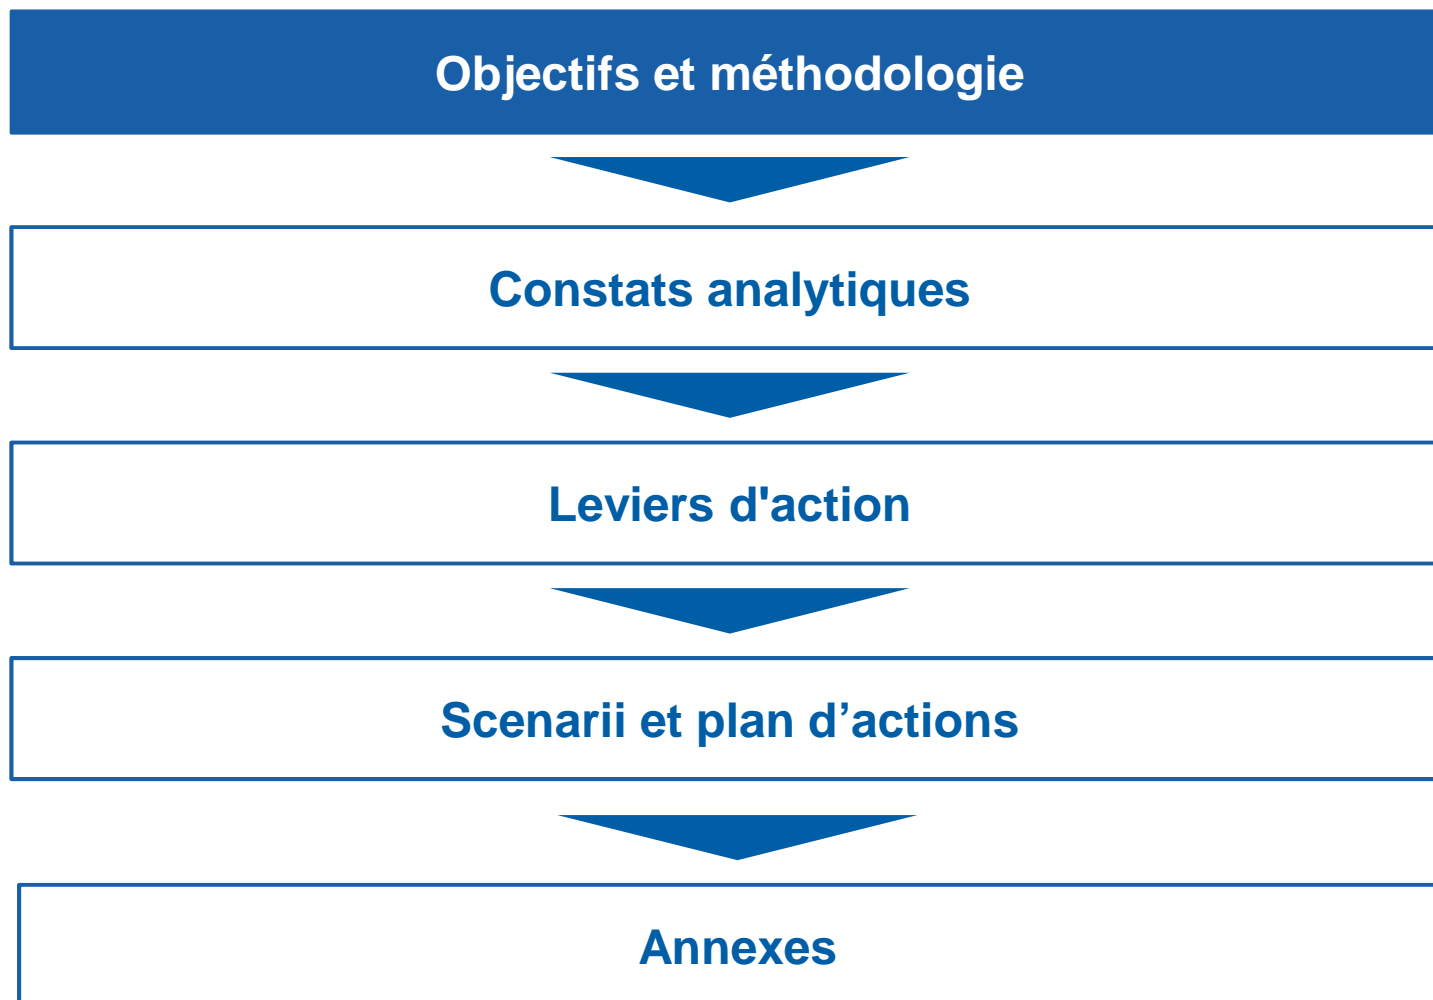 Objectifs et méthodologie
Constats analytiques
Leviers d'action
Scenarii et plan d’actions
Annexes